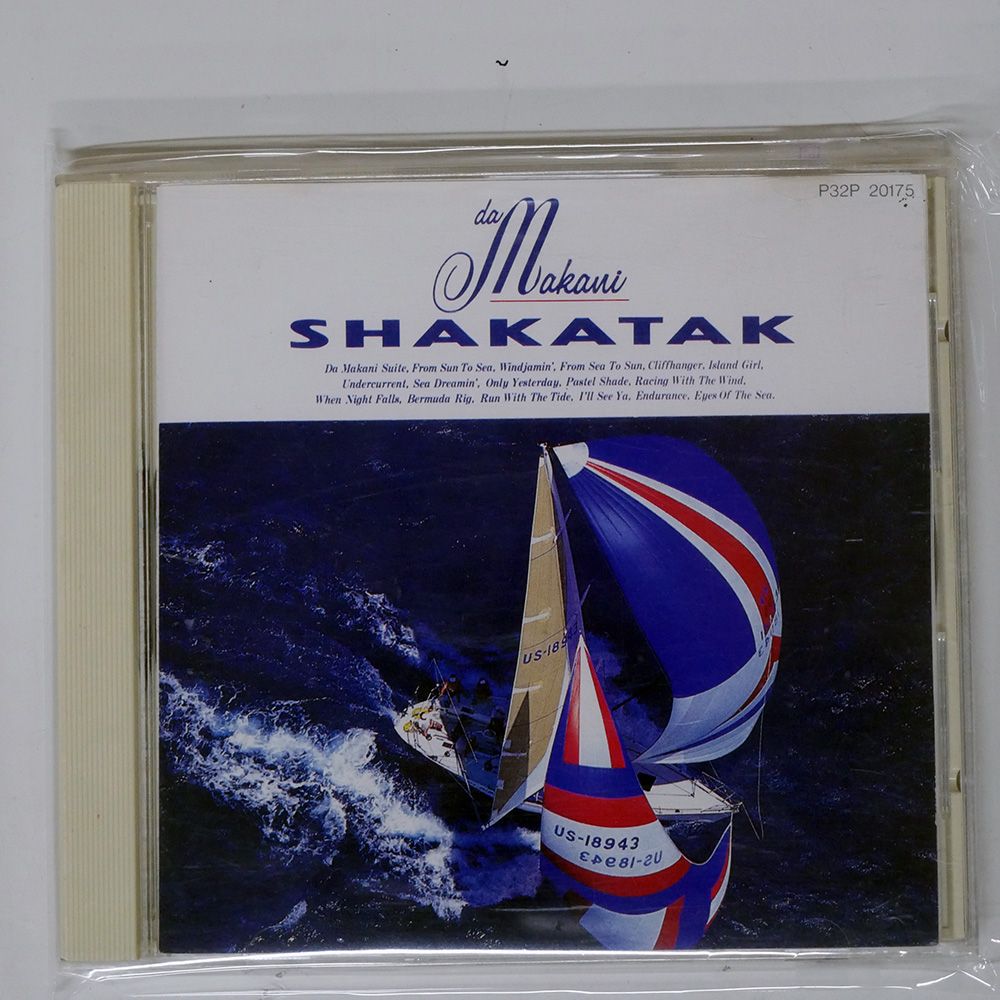 P32P 20175
da Makani
SHAKATAK
Da Makani Suite, From Sun To Sea, Windjamin', From Sea To Sun, Cliffhanger, Island Girl,
Undercurrent, Sea Dreamin', Only Yesterday, Pastel Shade, Racing With The Wind,
When Night Falls, Bermuda Rig, Run With The Tide, I'll See Ya, Endurance, Eyes Of The Sea.
US-18943
US-18943
US-18943